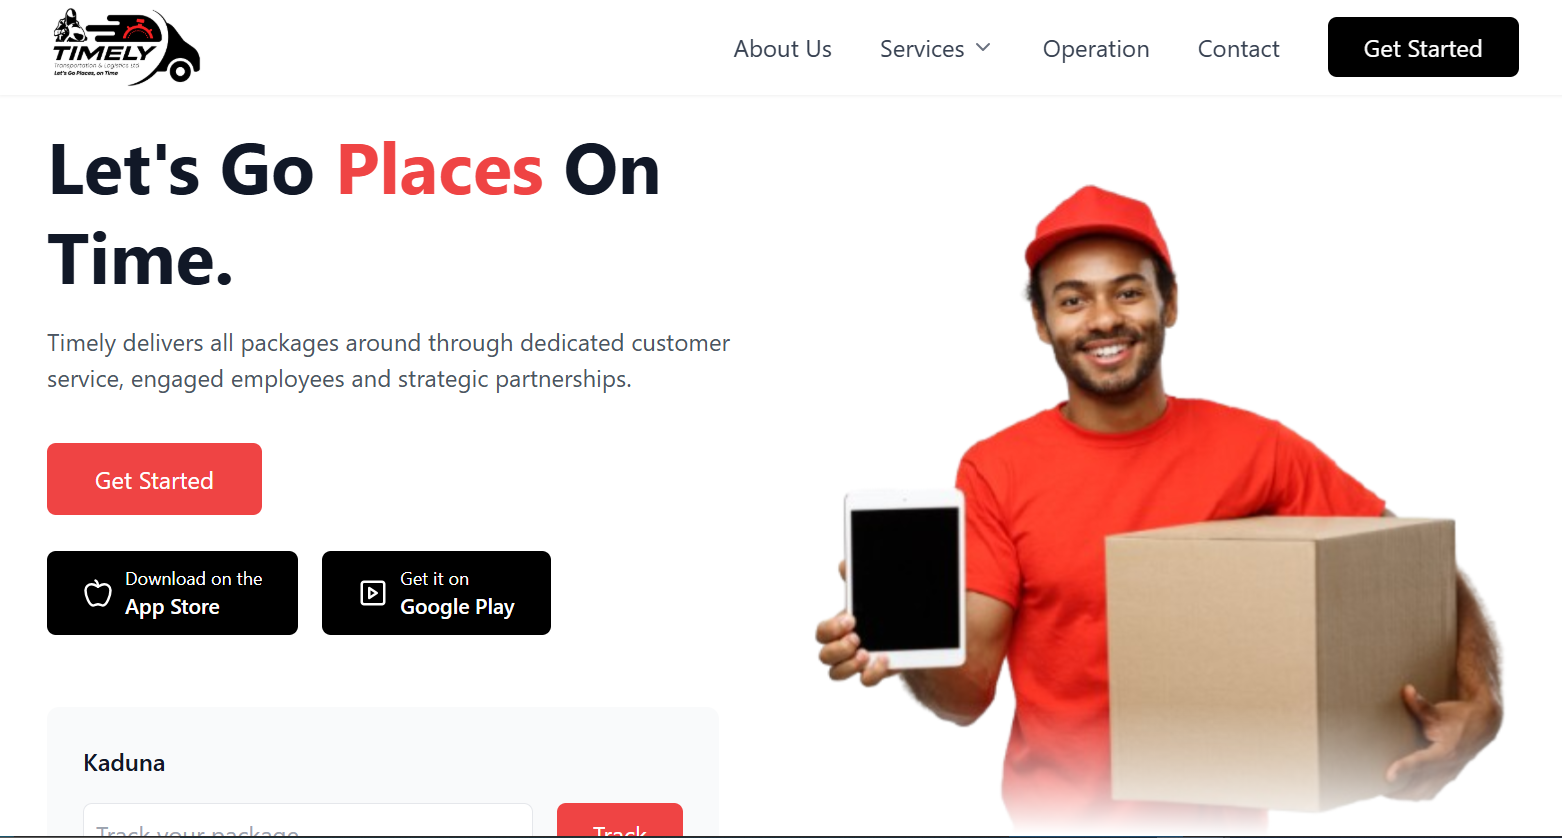 TIMELY
Transportation & Logistics Ltd
Let's Go Places, on Time
About Us
Services
Operation
Contact
Get Started
Let's Go Places On
Time.
Timely delivers all packages around through dedicated customer
service, engaged employees and strategic partnerships.
Get Started
Download on the
App Store
Get it on
Google Play
Kaduna
Track your package
Track